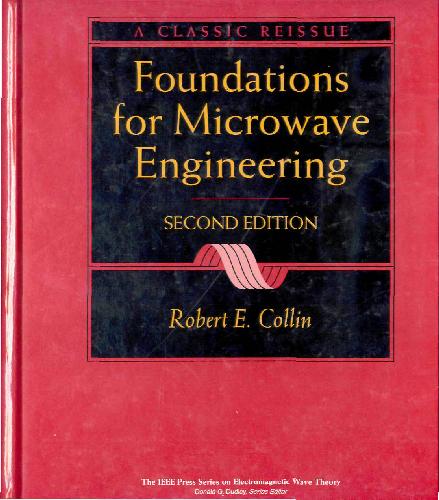 A CLASSIC REISSUE
Foundations
for Microwave
Engineering
SECOND EDITION
Robert E. Collin
The IEEE Press Series on Electromagnetic Wave Theory
Donald G. Dudley, Series Editor